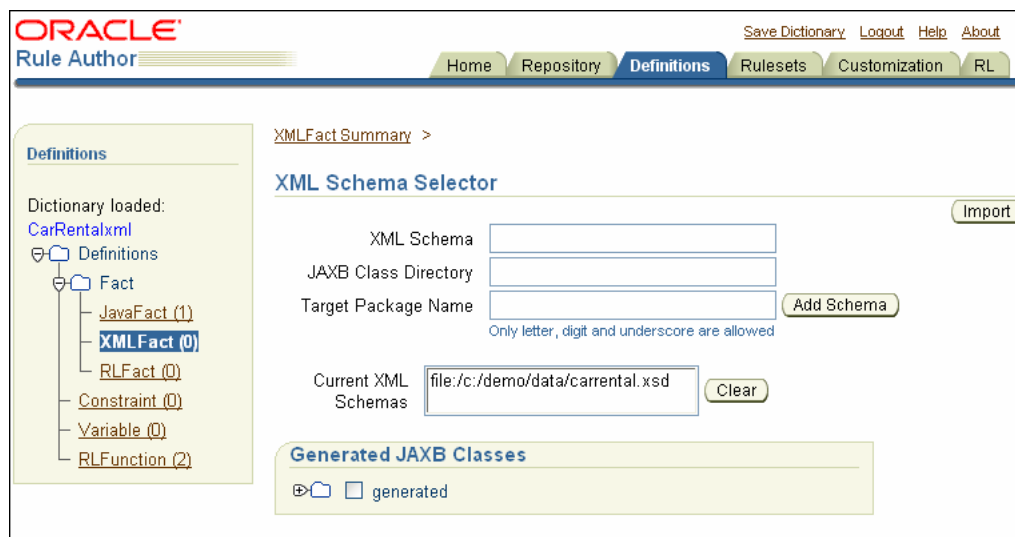 ORACLE
Rule Author
Save Dictionary Logout Help About
Home Repository Definitions Rulesets Customization RL
Definitions
Dictionary loaded:
CarRentalxml
Definitions
Fact
JavaFact (1)
XMLFact (0)
RLFact (0)
Constraint (0)
Variable (0)
RLFunction (2)
XMLFact Summary >
XML Schema Selector
Import
XML Schema
JAXB Class Directory
Target Package Name Add Schema
Only letter, digit and underscore are allowed
Current XML
Schemas
file:/c:/demo/data/carrental.xsd
Clear
Generated JAXB Classes
generated